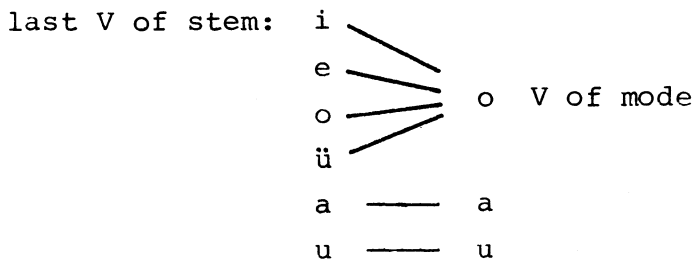 last V of stem: i
e
o V of mode
o
ü
a a
u u